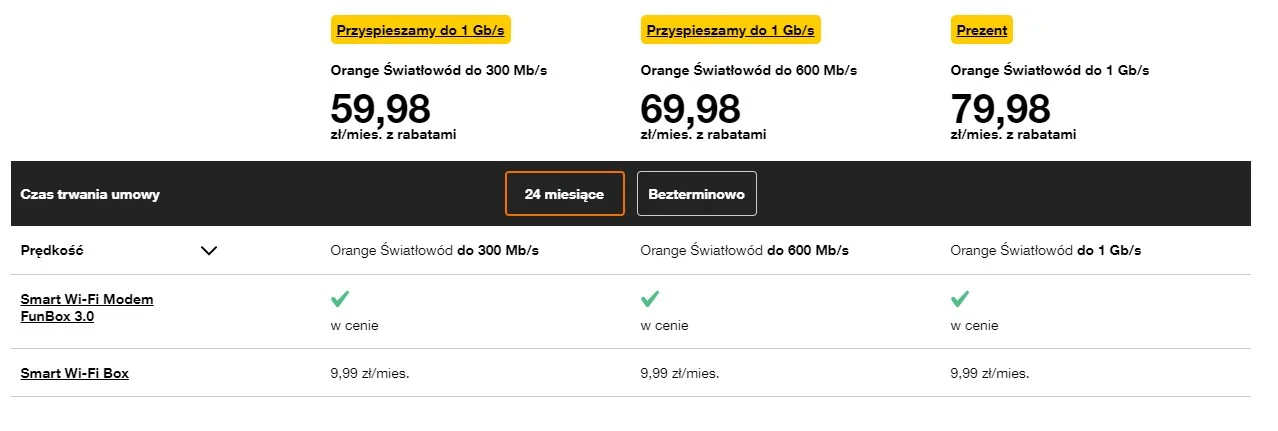 Przyspieszamy do 1 Gb/s Przyspieszamy do 1 Gb/s Prezent
Orange Światłowód do 300 Mb/s Orange Światłowód do 600 Mb/s Orange Światłowód do 1 Gb/s
59,98 69,98 79,98
zł/mies. z rabatami zł/mies. z rabatami zł/mies. z rabatami
Czas trwania umowy 24 miesiące Bezterminowo
Prędkość Orange Światłowód do 300 Mb/s Orange Światłowód do 600 Mb/s Orange Światłowód do 1 Gb/s
Smart Wi-Fi Modem
FunBox 3.0
w cenie w cenie w cenie
Smart Wi-Fi Box 9,99 zł/mies. 9,99 zł/mies. 9,99 zł/mies.